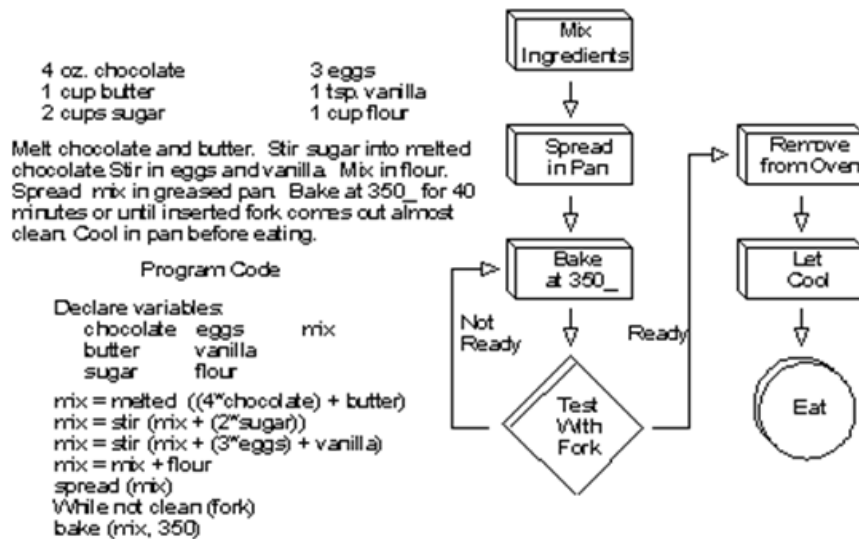 4 oz. chocolate 3 eggs
1 cup butter 1 tsp. vanilla
2 cups sugar 1 cup flour
Melt chocolate and butter. Stir sugar into melted
chocolate.Stir in eggs and vanilla. Mix in flour.
Spread mix in greased pan. Bake at 350_ for 40
minutes or until inserted fork comes out almost
clean. Cool in pan before eating.
Program Code
Declare variables:
chocolate eggs mix
butter vanilla
sugar flour
mix = melted ((4*chocolate) + butter)
mix = stir (mix + (2*sugar))
mix = stir (mix + (3*eggs) + vanilla)
mix = mix + flour
spread (mix)
While not clean (fork)
bake (mix, 350)
Mix
Ingredients
Spread
in Pan
Bake
at 350_
Not
Ready
Test
With
Fork
Ready
Remove
from Oven
Let
Cool
Eat